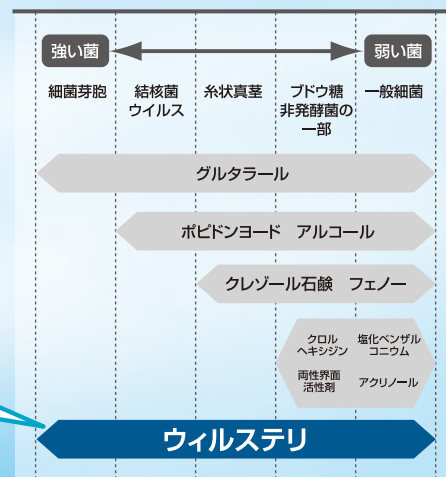 強い菌
弱い菌
細菌芽胞
結核菌
ウイルス
糸状真茎
ブドウ糖
非発酵菌の
一部
一般細菌
グルタラール
ポピドンヨード　アルコール
クレゾール石鹸　フェノー
クロル
ヘキシジン
塩化ベンザル
コニウム
両性界面
活性剤
アクリノール
ウィルステリ